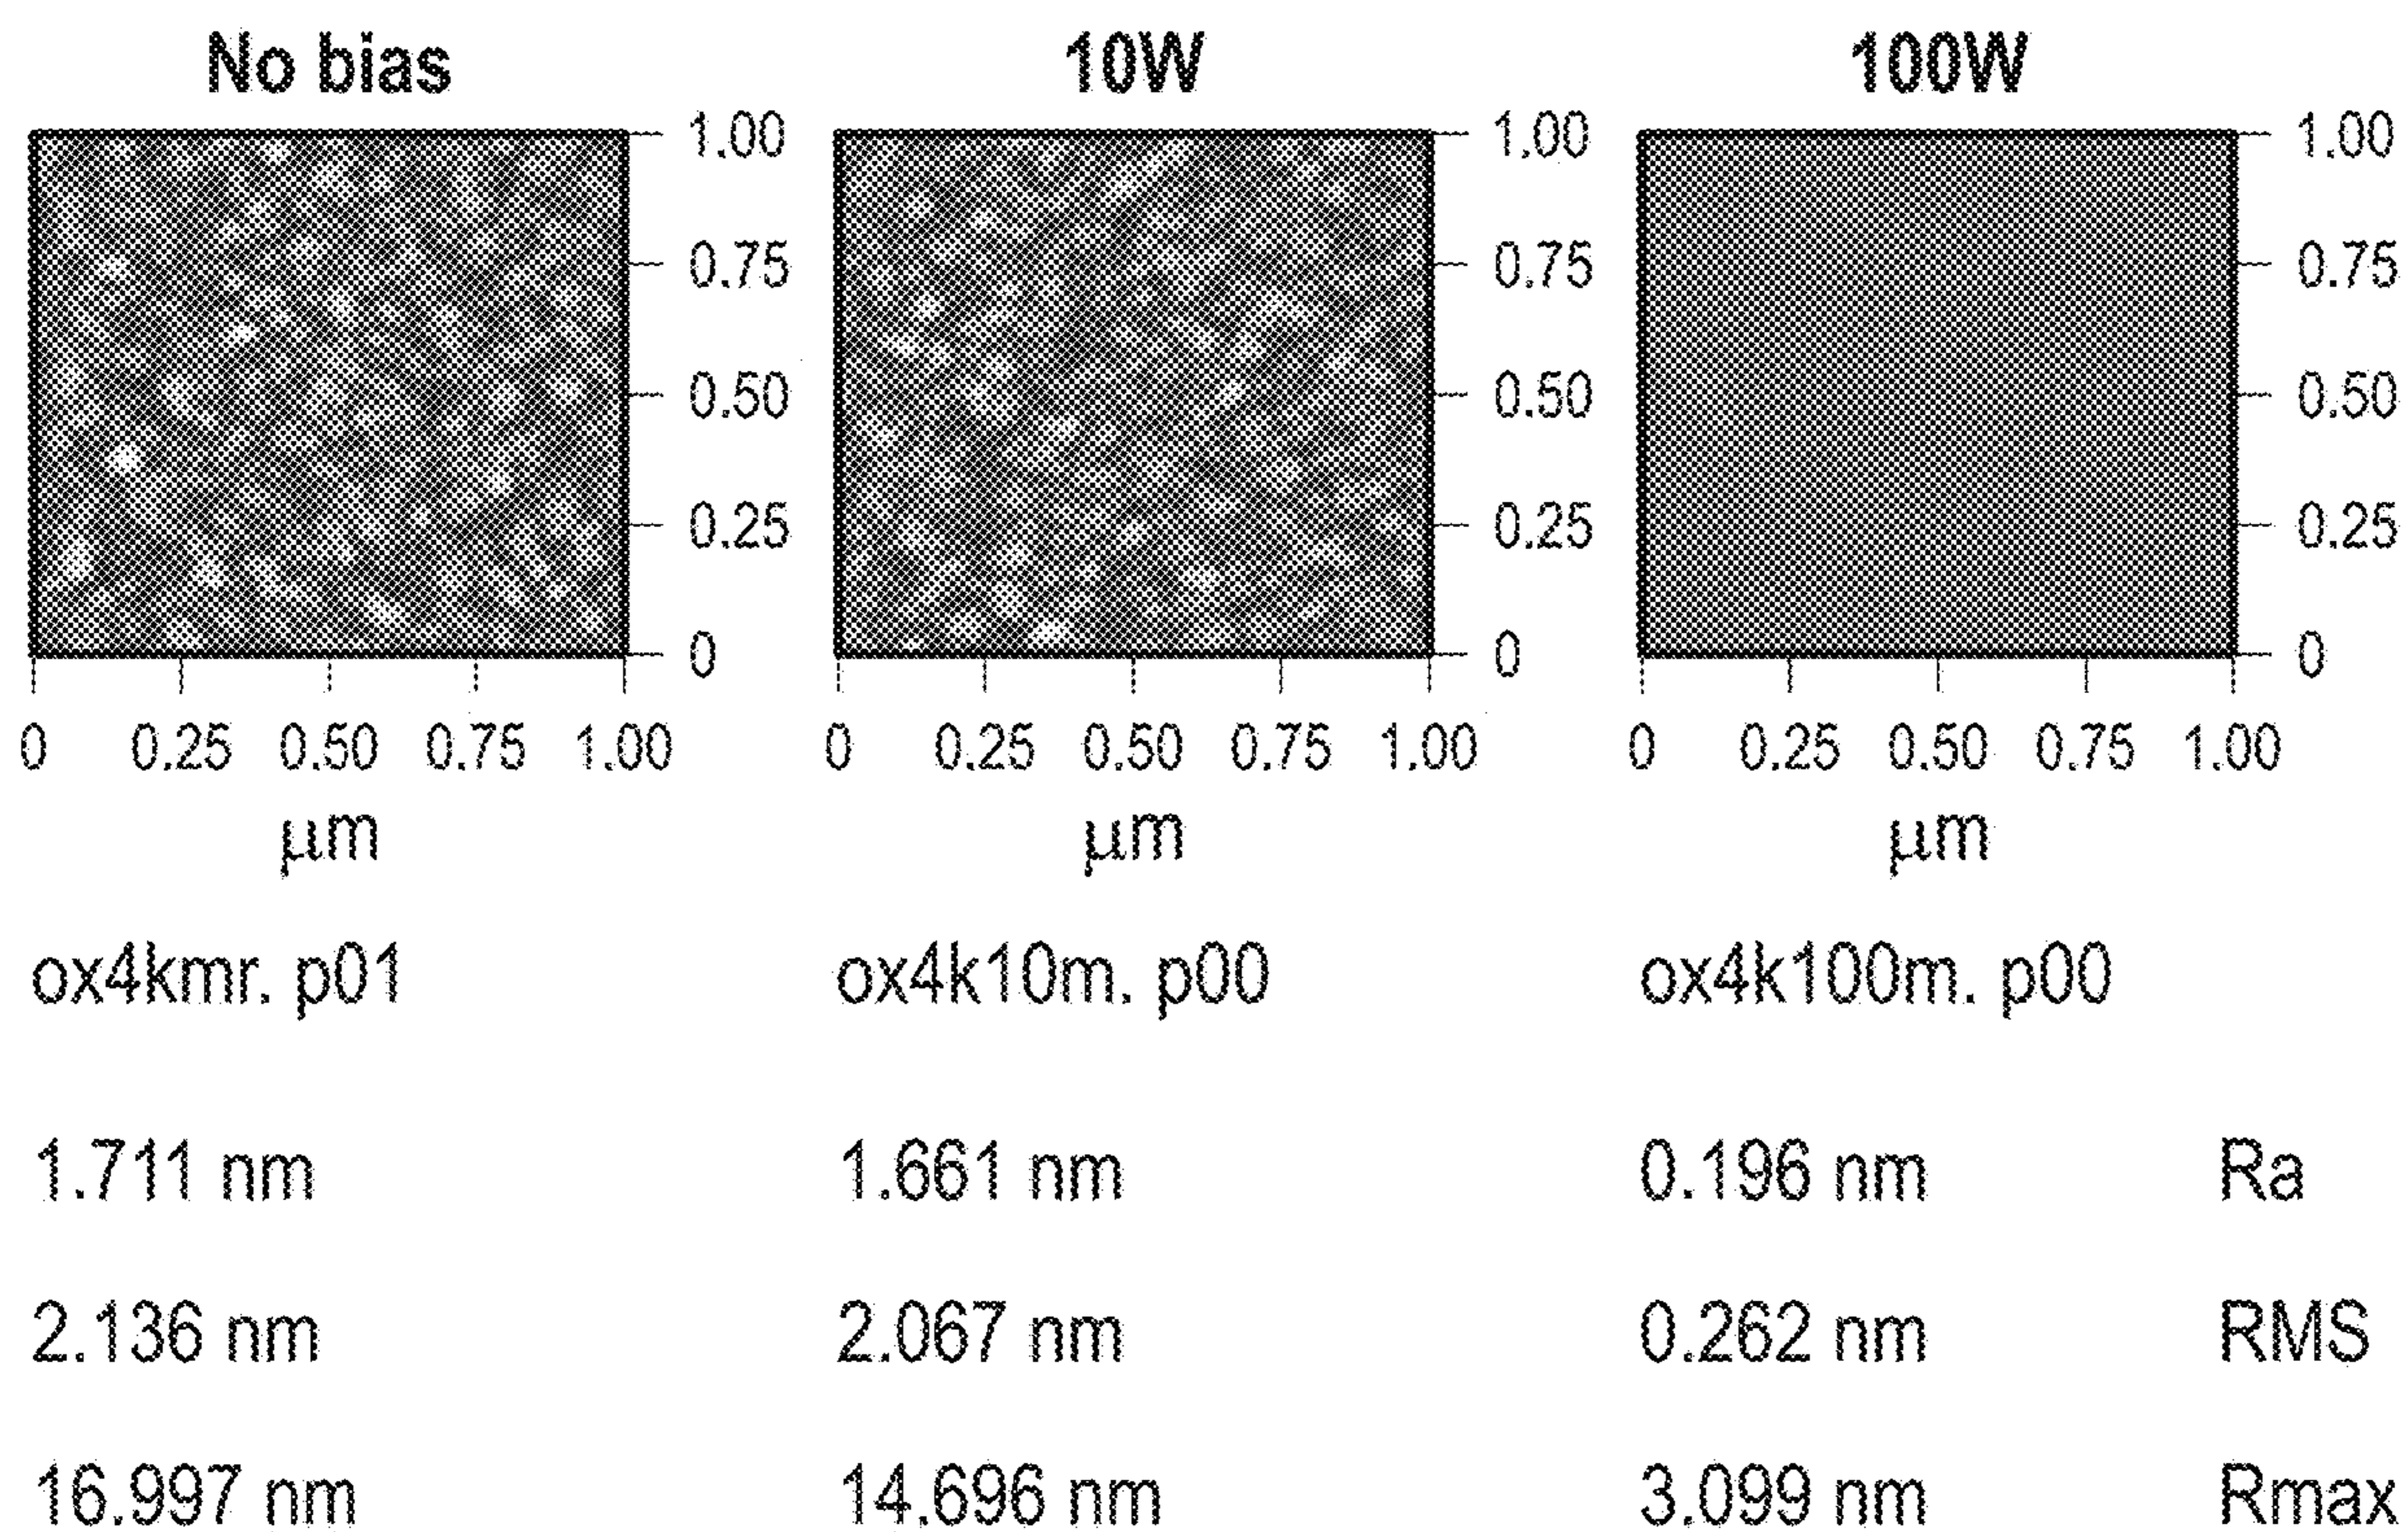 No bias 10W 100W
1.00 1.00 1.00
0.75 0.75 0.75
0.50 0.50 0.50
0.25 0.25 0.25
0 0 0
0 0.25 0.50 0.75 1.00 0 0.25 0.50 0.75 1.00 0 0.25 0.50 0.75 1.00
μm μm μm
ox4kmr. p01 ox4k10m. p00 ox4k100m. p00
1.711 nm 1.661 nm 0.196 nm Ra
2.136 nm 2.067 nm 0.262 nm RMS
16.997 nm 14.696 nm 3.099 nm Rmax